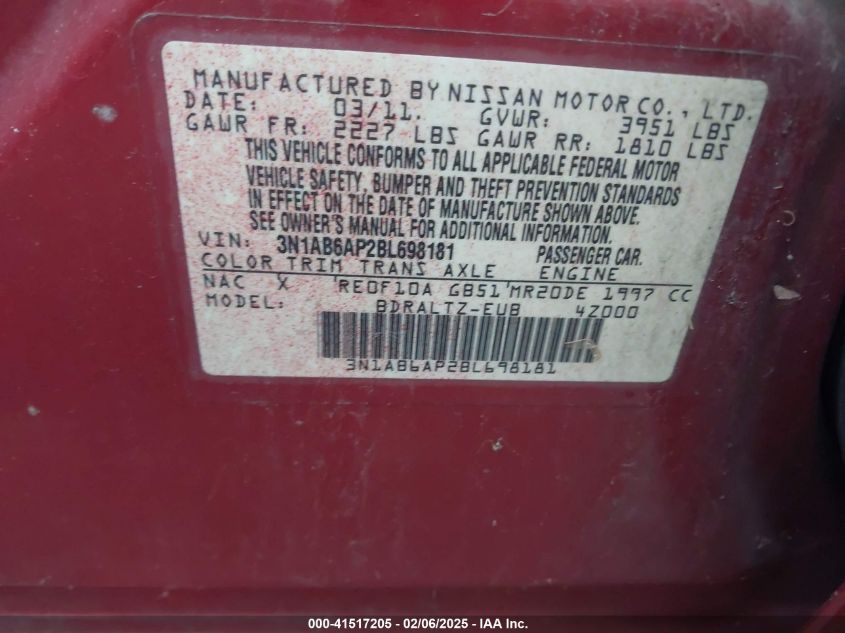 MANUFACTURED BY NISSAN MOTOR CO., LTD.
DATE: 03/11. GVWR: 3951 LBS
GAWR FR: 2227 LBS GAWR RR: 1810 LBS
THIS VEHICLE CONFORMS TO ALL APPLICABLE FEDERAL MOTOR
VEHICLE SAFETY, BUMPER AND THEFT PREVENTION STANDARDS
IN EFFECT ON THE DATE OF MANUFACTURE SHOWN ABOVE.
SEE OWNER'S MANUAL FOR ADDITIONAL INFORMATION.
VIN: 3N1AB6AP2BL698181 PASSENGER CAR.
COLOR TRIM TRANS AXLE ENGINE
NAC X RE0F10A GB51 MR20DE 1997 CC
MODEL: BDRALTZ-EUB 4Z000
3N1AB6AP2BL698181
000-41517205 - 02/06/2025 - IAA Inc.